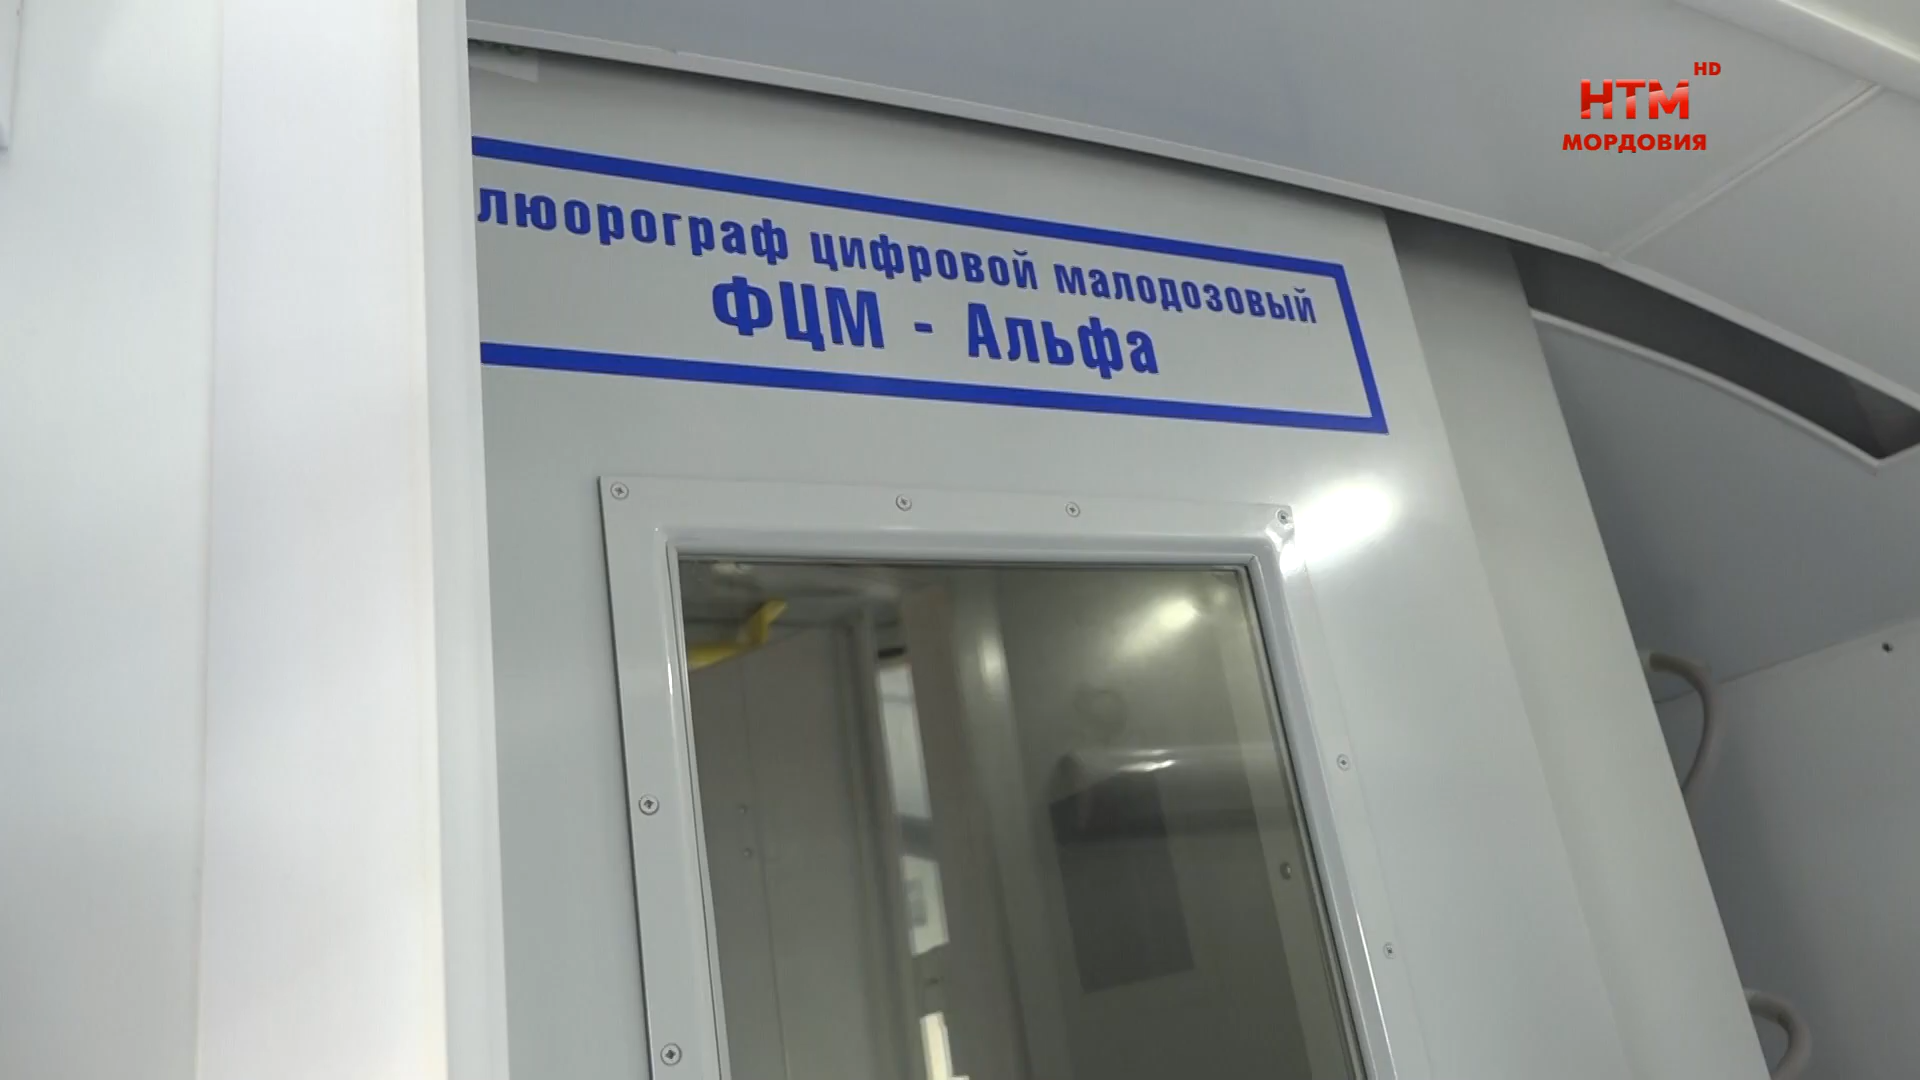 HD
НТМ
МОРДОВИЯ
люорограф цифровой малодозовый
ФЦМ - Альфа